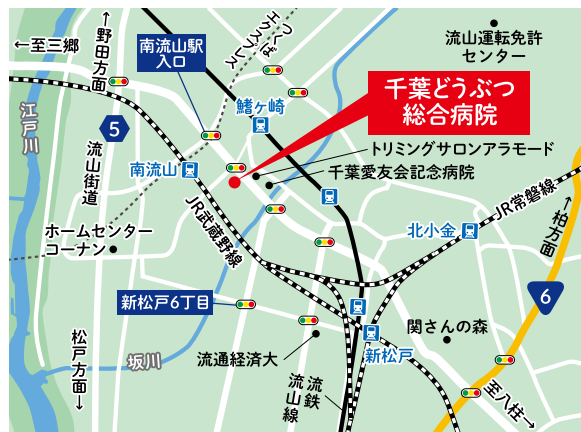 ←至三郷
←野田方面
南流山駅
入口
つくば
エクスプレス
流山運転免許
センター
千葉どうぶつ
総合病院
鰭ヶ崎
江戸川
5
流山街道
南流山
トリミングサロンアラモード
千葉愛友会記念病院
JR常磐線
←柏方面
北小金
JR武蔵野線
ホームセンター
コーナン
6
新松戸6丁目
関さんの森
松戸方面→
坂川
流通経済大
新松戸
流鉄
流山線
至八柱→